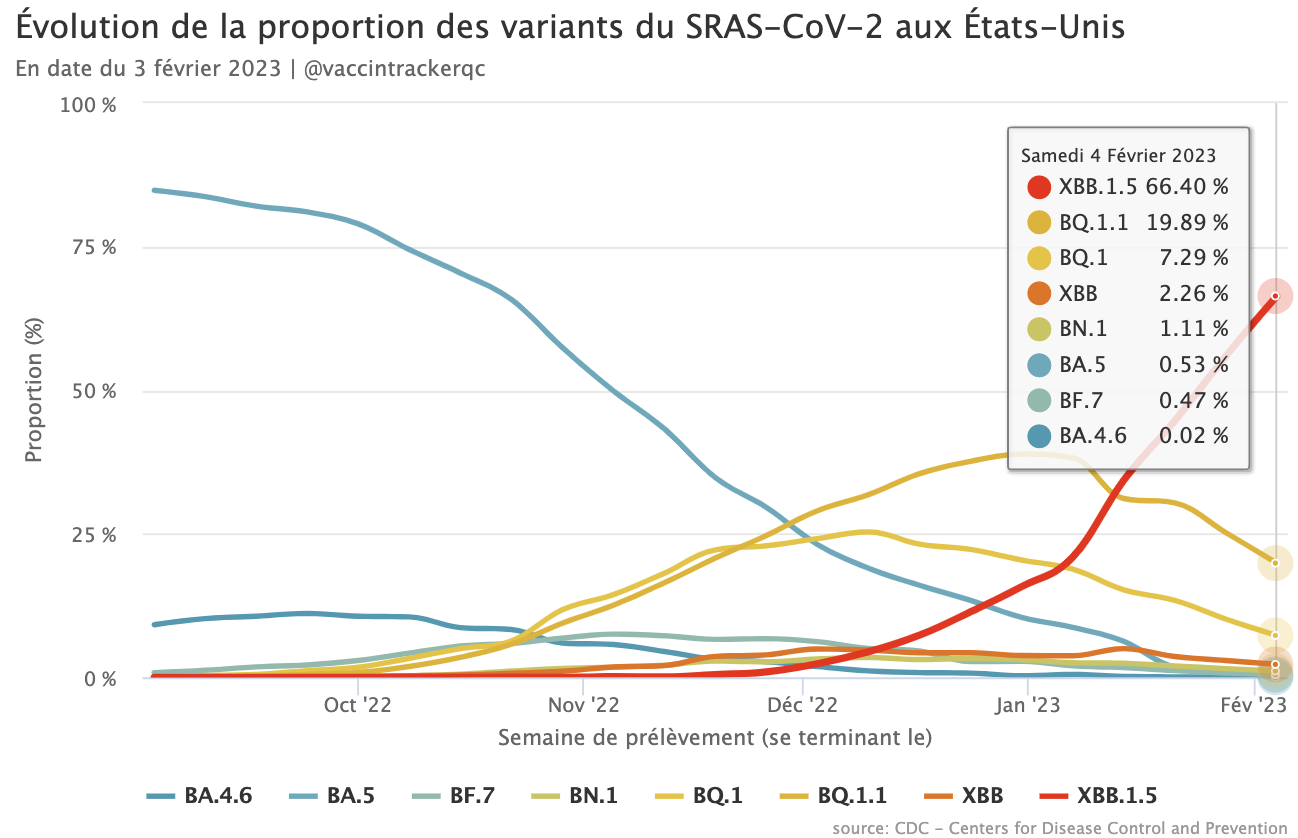 Évolution de la proportion des variants du SRAS-CoV-2 aux États-Unis
En date du 3 février 2023 | @vaccintrackerqc
100 %
75 %
50 %
25 %
0 %
Proportion (%)
Samedi 4 Février 2023
XBB.1.5 66.40 %
BQ.1.1 19.89 %
BQ.1 7.29 %
XBB 2.26 %
BN.1 1.11 %
BA.5 0.53 %
BF.7 0.47 %
BA.4.6 0.02 %
Oct '22 Nov '22 Déc '22 Jan '23 Fév '23
Semaine de prélèvement (se terminant le)
BA.4.6 BA.5 BF.7 BN.1 BQ.1 BQ.1.1 XBB XBB.1.5
source: CDC - Centers for Disease Control and Prevention